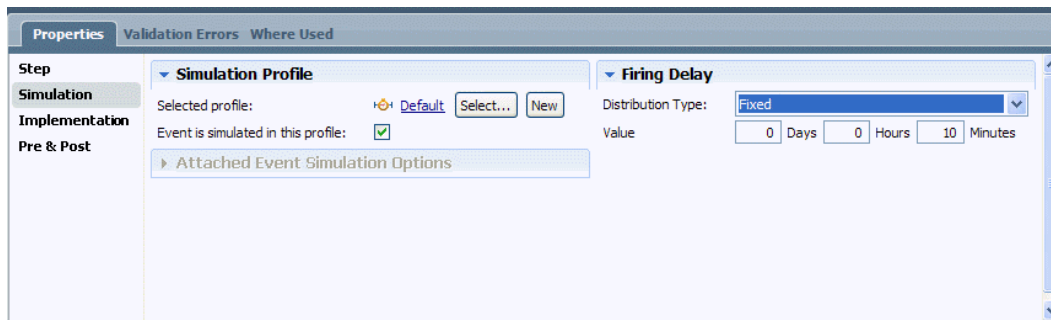 Properties Validation Errors Where Used
Step
Simulation
Implementation
Pre & Post
Simulation Profile
Selected profile: Default Select... New
Event is simulated in this profile:
Attached Event Simulation Options
Firing Delay
Distribution Type: Fixed
Value 0 Days 0 Hours 10 Minutes